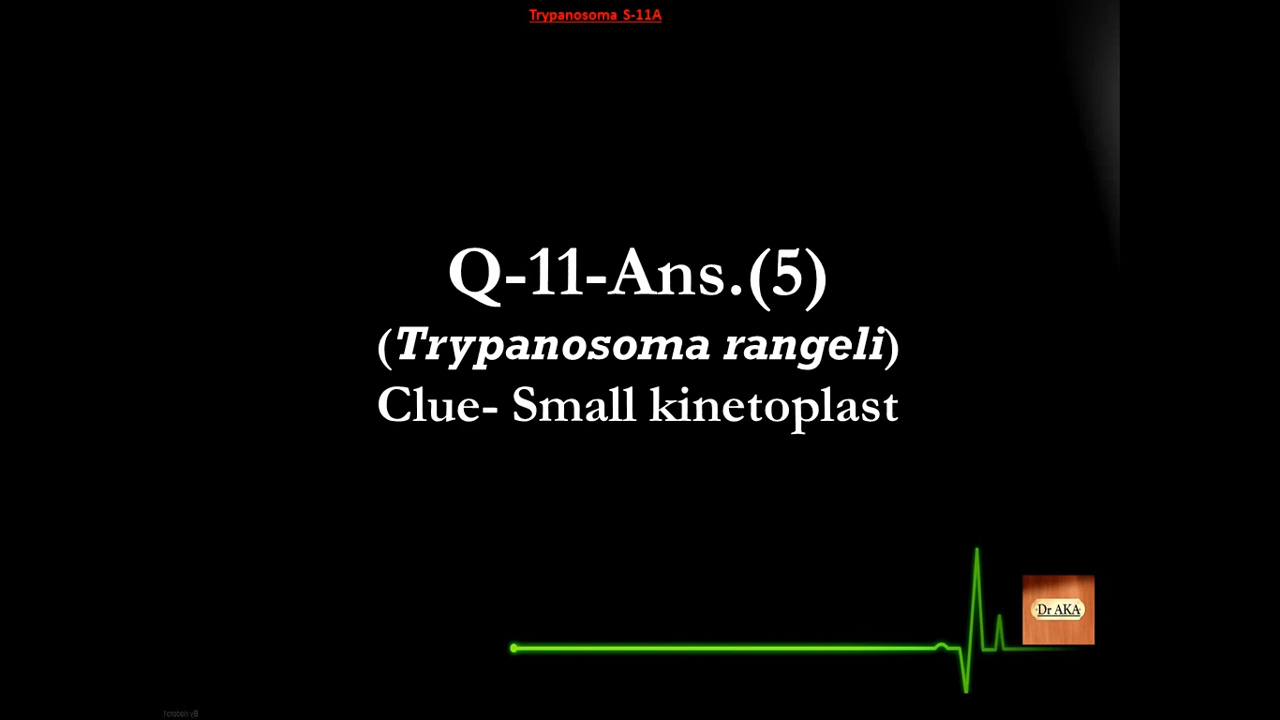 Trypanosoma S-11A
Q-11-Ans.(5)
(Trypanosoma rangeli)
Clue- Small kinetoplast
Dr AKA